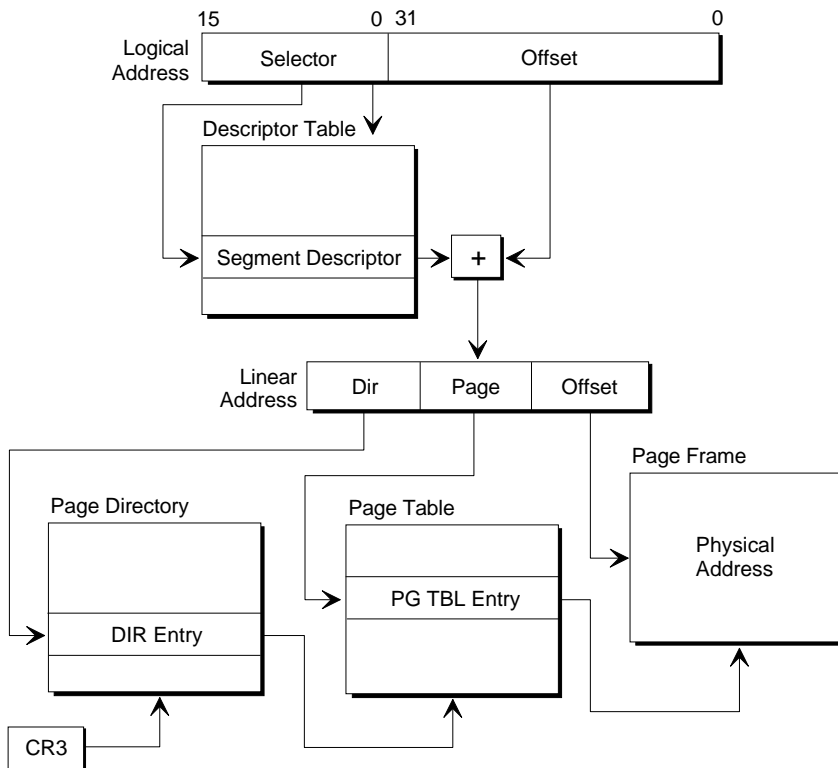 15 0 31 0
Logical
Address
Selector Offset
Descriptor Table
Segment Descriptor +
Linear
Address
Dir Page Offset
Page Frame
Page Directory Page Table
Physical
Address
PG TBL Entry
DIR Entry
CR3